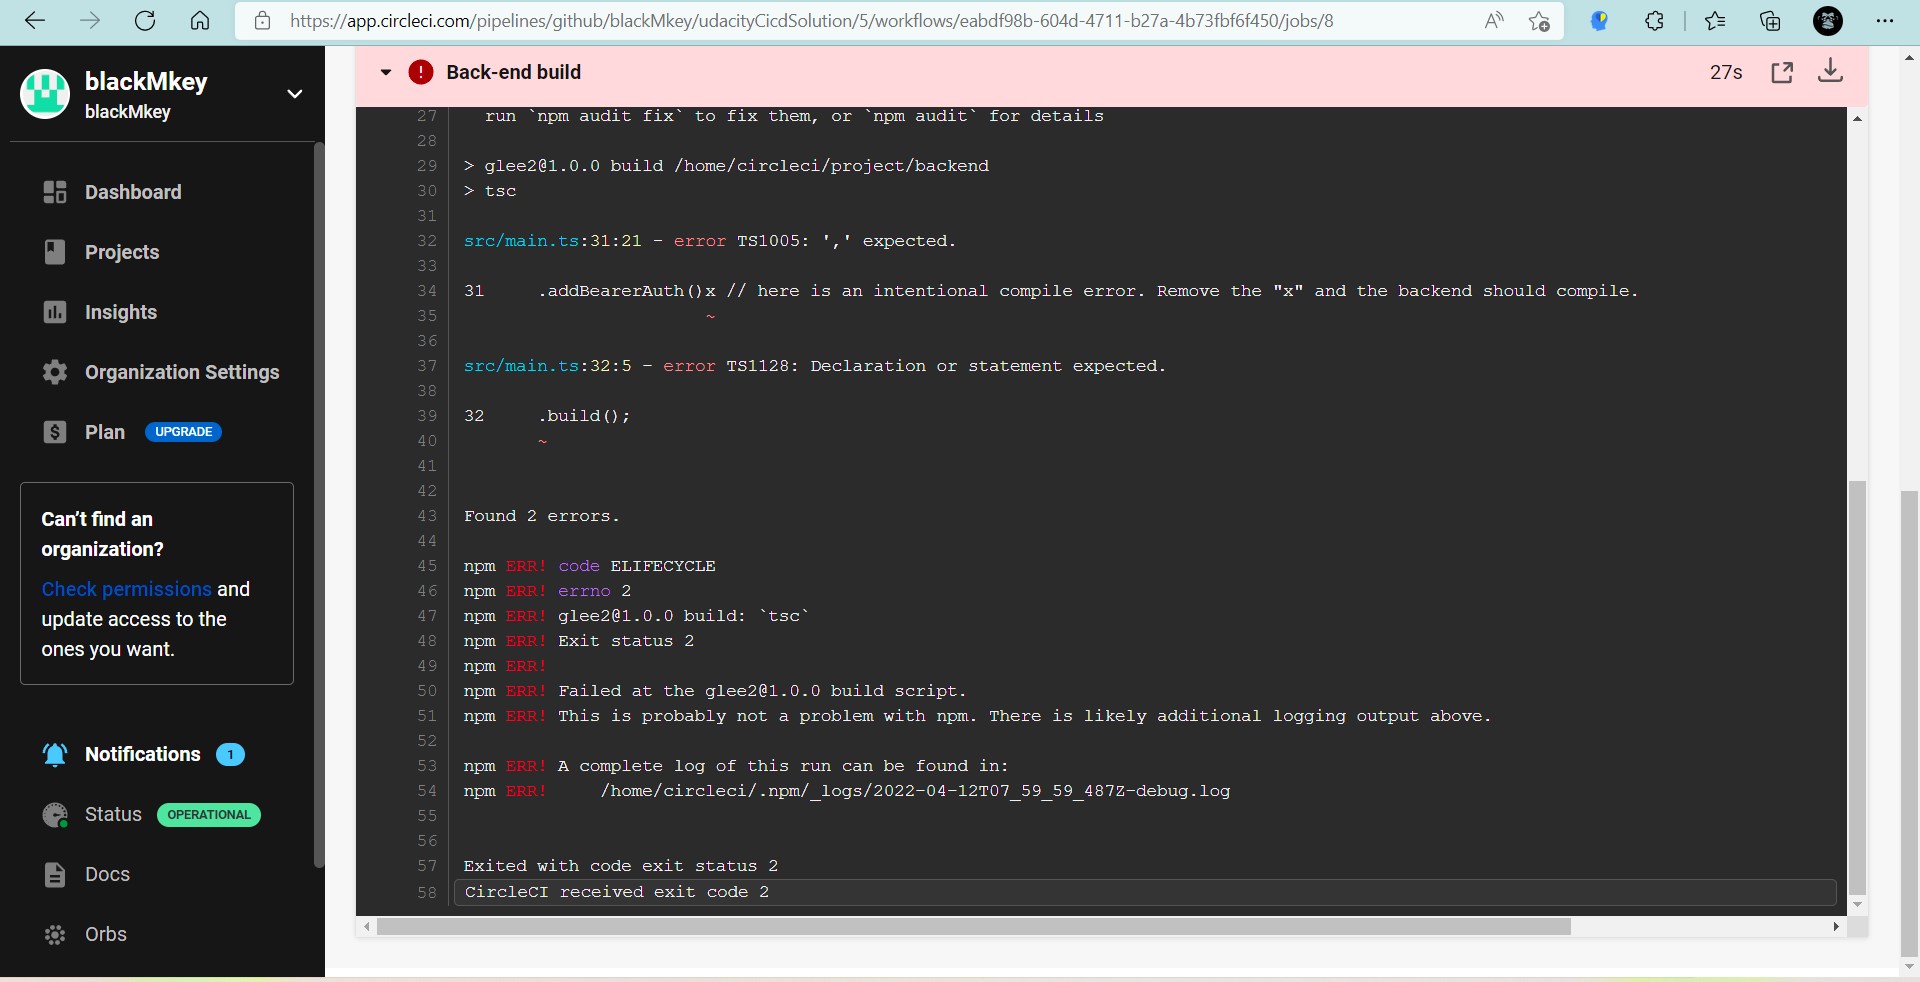 https://app.circleci.com/pipelines/github/blackMkey/udacityCicdSolution/5/workflows/eabdf98b-604d-4711-b27a-4b73fbf6f450/jobs/8
blackMkey
blackMkey
Dashboard
Projects
Insights
Organization Settings
Plan UPGRADE
Can't find an
organization?
Check permissions and
update access to the
ones you want.
Notifications 1
Status OPERATIONAL
Docs
Orbs
Back-end build 27s
27 run `npm audit fix` to fix them, or `npm audit` for details
28
29 > glee2@1.0.0 build /home/circleci/project/backend
30 > tsc
31
32 src/main.ts:31:21 - error TS1005: ',' expected.
33
34 31     .addBearerAuth()x // here is an intentional compile error. Remove the "x" and the backend should compile.
35                        ~
36
37 src/main.ts:32:5 - error TS1128: Declaration or statement expected.
38
39 32     .build();
40        ~
41
42
43 Found 2 errors.
44
45 npm ERR! code ELIFECYCLE
46 npm ERR! errno 2
47 npm ERR! glee2@1.0.0 build: `tsc`
48 npm ERR! Exit status 2
49 npm ERR!
50 npm ERR! Failed at the glee2@1.0.0 build script.
51 npm ERR! This is probably not a problem with npm. There is likely additional logging output above.
52
53 npm ERR! A complete log of this run can be found in:
54 npm ERR!     /home/circleci/.npm/_logs/2022-04-12T07_59_59_487Z-debug.log
55
56
57 Exited with code exit status 2
58 CircleCI received exit code 2